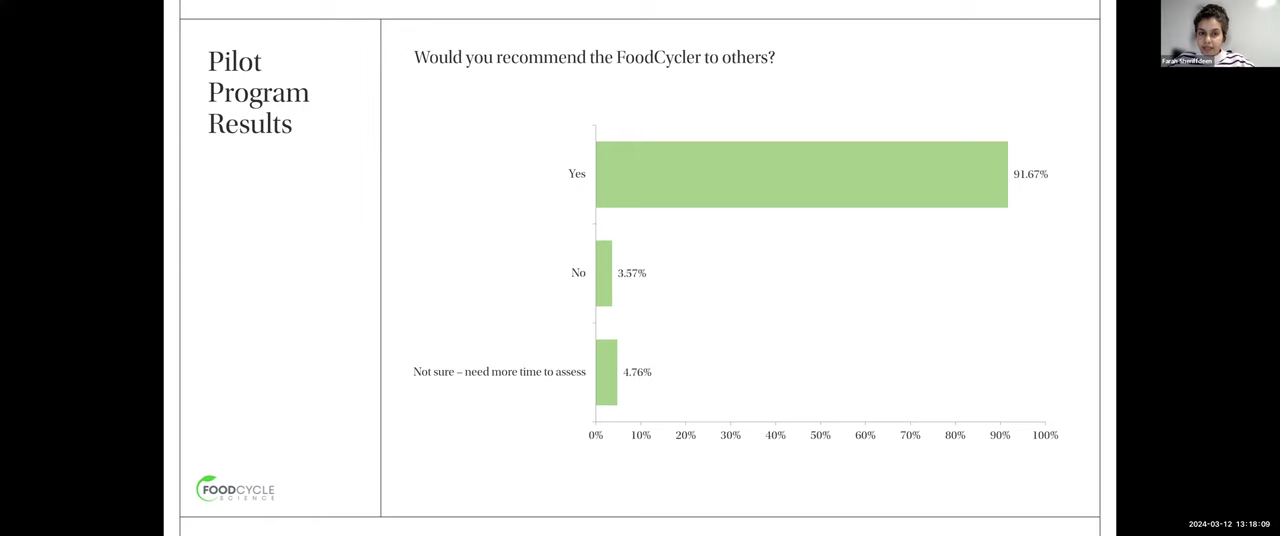 Pilot
Program
Results
Would you recommend the FoodCycler to others?
Yes
91.67%
No
3.57%
Not sure – need more time to assess
4.76%
0% 10% 20% 30% 40% 50% 60% 70% 80% 90% 100%
FOODCYCLE
SCIENCE
Farah Sheriffdeen
2024-03-12 13:18:09